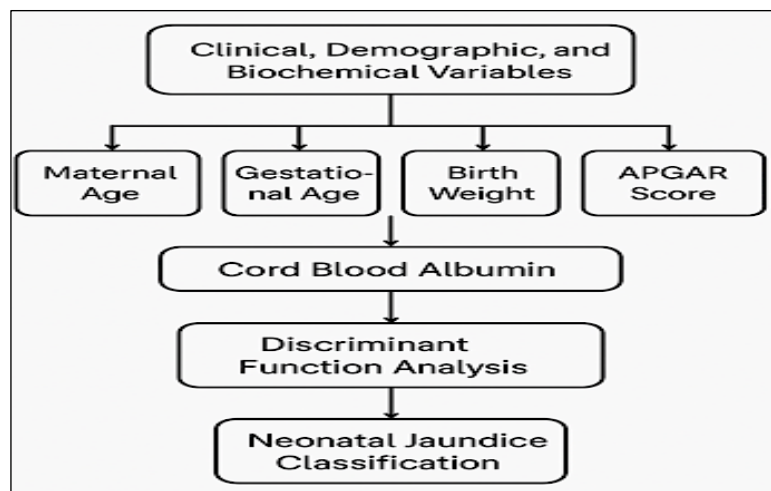 Clinical, Demographic, and
Biochemical Variables
Maternal
Age
Gestatio-
nal Age
Birth
Weight
APGAR
Score
Cord Blood Albumin
Discriminant
Function Analysis
Neonatal Jaundice
Classification